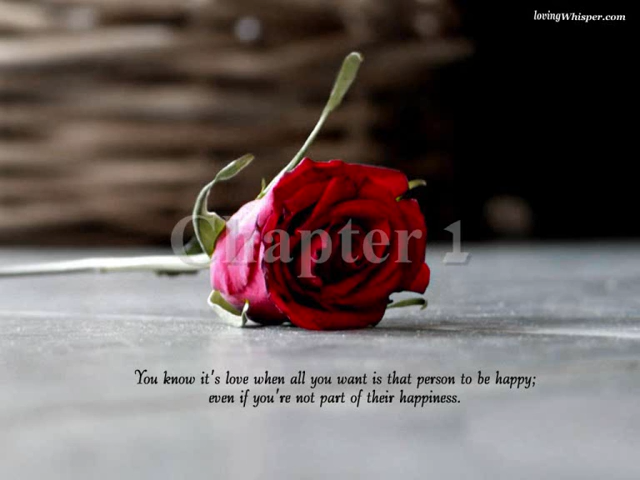 lovingWhisper.com
Chapter 1
You know it's love when all you want is that person to be happy;
even if you're not part of their happiness.